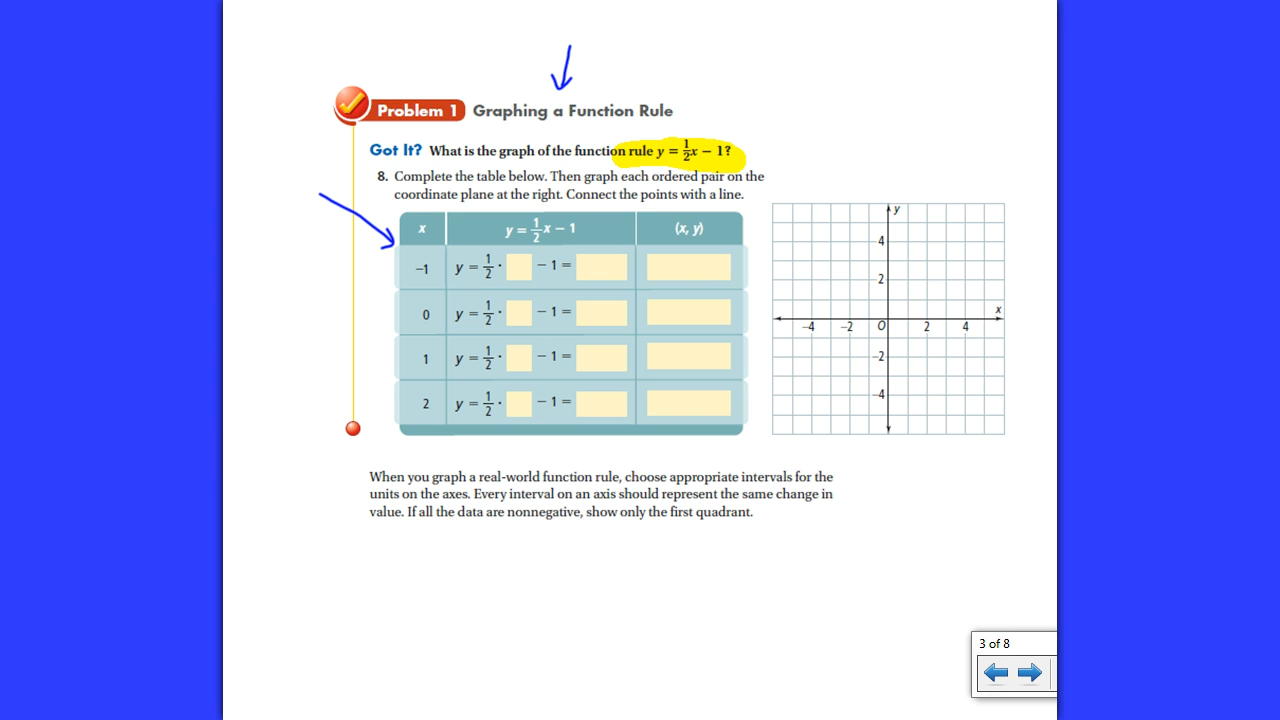 Problem 1 Graphing a Function Rule
Got It? What is the graph of the function rule y = 1/2x − 1?
8. Complete the table below. Then graph each ordered pair on the
coordinate plane at the right. Connect the points with a line.
x y = 1/2x − 1 (x, y)
−1 y = 1/2 · − 1 =
0 y = 1/2 · − 1 =
1 y = 1/2 · − 1 =
2 y = 1/2 · − 1 =
y
4
2
x
−4 −2 O 2 4
−2
−4
When you graph a real-world function rule, choose appropriate intervals for the
units on the axes. Every interval on an axis should represent the same change in
value. If all the data are nonnegative, show only the first quadrant.
3 of 8